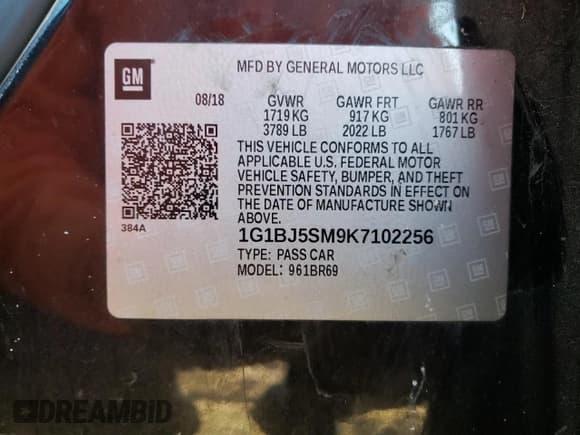 GM
MFD BY GENERAL MOTORS LLC
08/18 GVWR GAWR FRT GAWR RR
1719 KG 917 KG 801 KG
3789 LB 2022 LB 1767 LB
THIS VEHICLE CONFORMS TO ALL
APPLICABLE U.S. FEDERAL MOTOR
VEHICLE SAFETY, BUMPER, AND THEFT
PREVENTION STANDARDS IN EFFECT ON
THE DATE OF MANUFACTURE SHOWN
ABOVE.
384A
1G1BJ5SM9K7102256
TYPE: PASS CAR
MODEL: 961BR69
DREAMBID